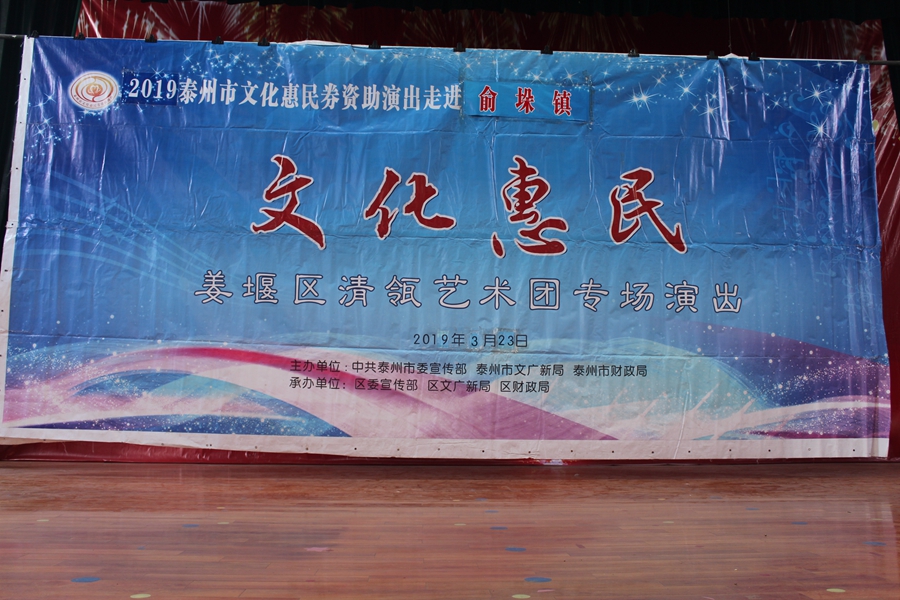 2019泰州市文化惠民券资助演出走进 俞垛镇
文化惠民
姜堰区清瓴艺术团专场演出
2019年3月23日
主办单位:中共泰州市委宣传部 泰州市文广新局 泰州市财政局
承办单位:区委宣传部 区文广新局 区财政局